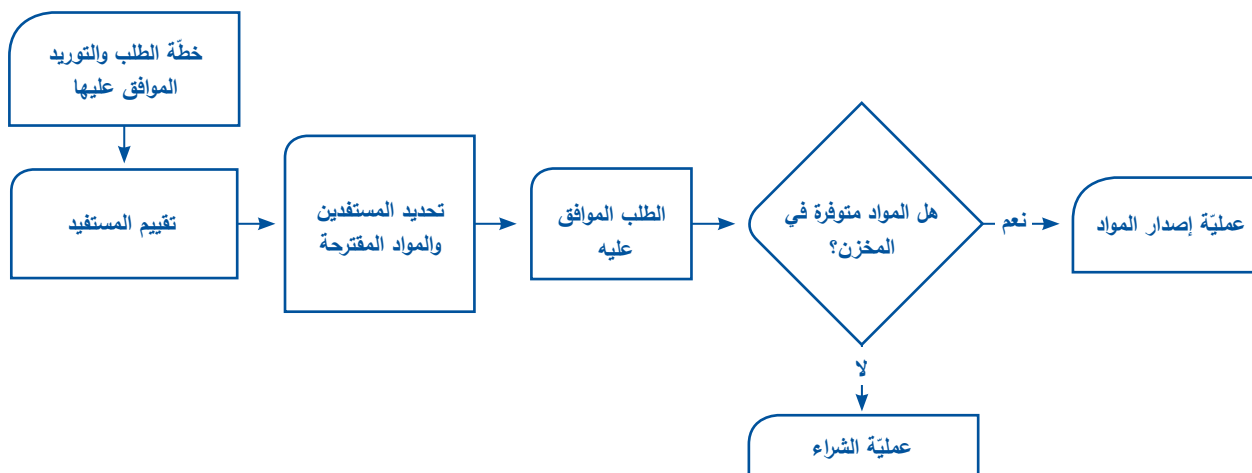 خطّة الطلب والتوريد
الموافق عليها
تقييم المستفيد
تحديد المستفدين
والمواد المقترحة
الطلب الموافق
عليه
هل المواد متوفرة في
المخزن؟
نعم
عمليّة إصدار المواد
لا
عمليّة الشراء